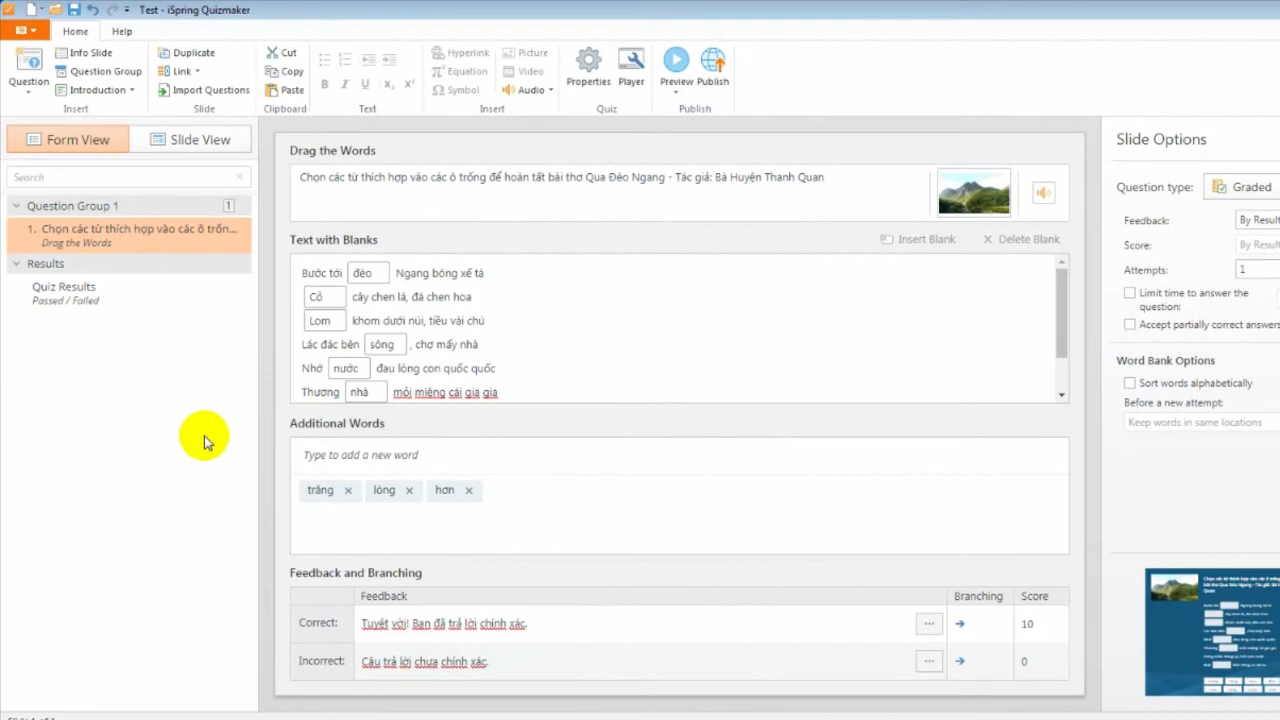 Test - iSpring Quizmaker
Home Help
Question
Info Slide
Question Group
Introduction
Insert
Duplicate
Link
Import Questions
Slide
Cut
Copy
Paste
Clipboard
B I U X₂ X²
Text
Hyperlink Picture
Equation Video
Symbol Audio
Insert
Properties Player
Quiz
Preview Publish
Publish
Form View Slide View
Search
Question Group 1 1
1. Chọn các từ thích hợp vào các ô trốn...
Drag the Words
Results
Quiz Results
Passed / Failed
Drag the Words
Chọn các từ thích hợp vào các ô trống để hoàn tất bài thơ Qua Đèo Ngang - Tác giả: Bà Huyện Thanh Quan
Text with Blanks Insert Blank Delete Blank
Bước tới đèo Ngang bóng xế tà
Cỏ cây chen lá, đá chen hoa
Lom khom dưới núi, tiều vài chú
Lác đác bên sông , chợ mấy nhà
Nhớ nước đau lòng con quốc quốc
Thương nhà mỏi miệng cái gia gia
Additional Words
Type to add a new word
trăng × lóng × hơn ×
Feedback and Branching
Feedback Branching Score
Correct: Tuyệt vời! Bạn đã trả lời chính xác. ... 10
Incorrect: Câu trả lời chưa chính xác. ... 0
Slide Options
Question type: Graded
Feedback: By Result
Score: By Result
Attempts: 1
Limit time to answer the
question:
Accept partially correct answers
Word Bank Options
Sort words alphabetically
Before a new attempt:
Keep words in same locations